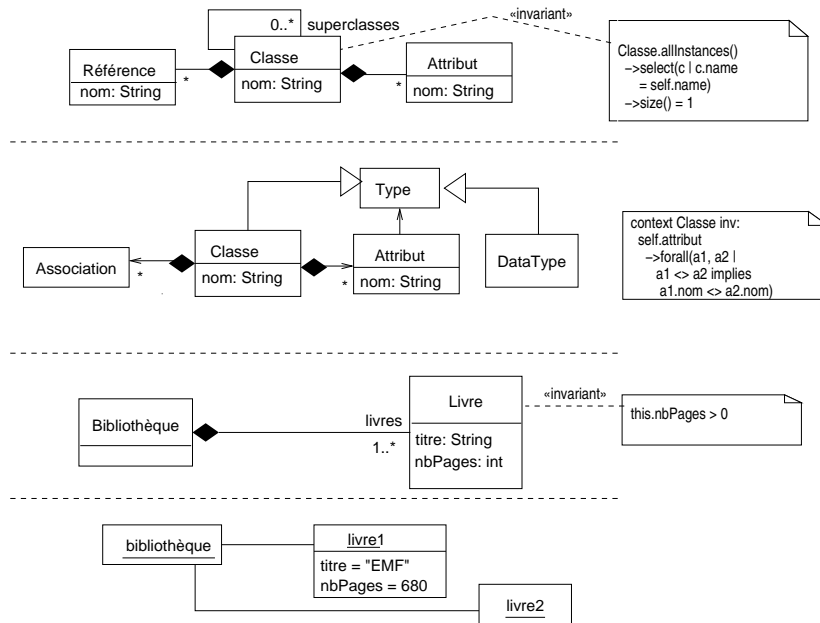 0..* superclasses
«invariant»
Référence
nom: String
*
Classe
nom: String
*
Attribut
nom: String
Classe.allInstances()
->select(c | c.name
= self.name)
->size() = 1
Type
Association
*
Classe
nom: String
*
Attribut
nom: String
DataType
context Classe inv:
self.attribut
->forall(a1, a2 |
a1 <> a2 implies
a1.nom <> a2.nom)
Bibliothèque
livres
1..*
Livre
titre: String
nbPages: int
«invariant»
this.nbPages > 0
bibliothèque
livre1
titre = "EMF"
nbPages = 680
livre2